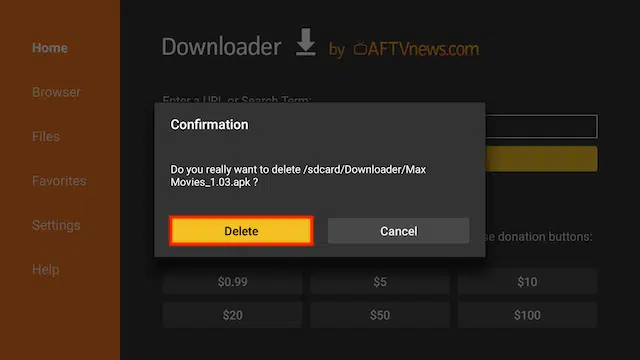 Home
Browser
Files
Favorites
Settings
Help
Downloader by AFTVnews.com
Enter a URL or Search Term:
Confirmation
Do you really want to delete /sdcard/Downloader/Max
Movies_1.03.apk ?
Delete Cancel
donation buttons:
$0.99 $5 $10
$20 $50 $100